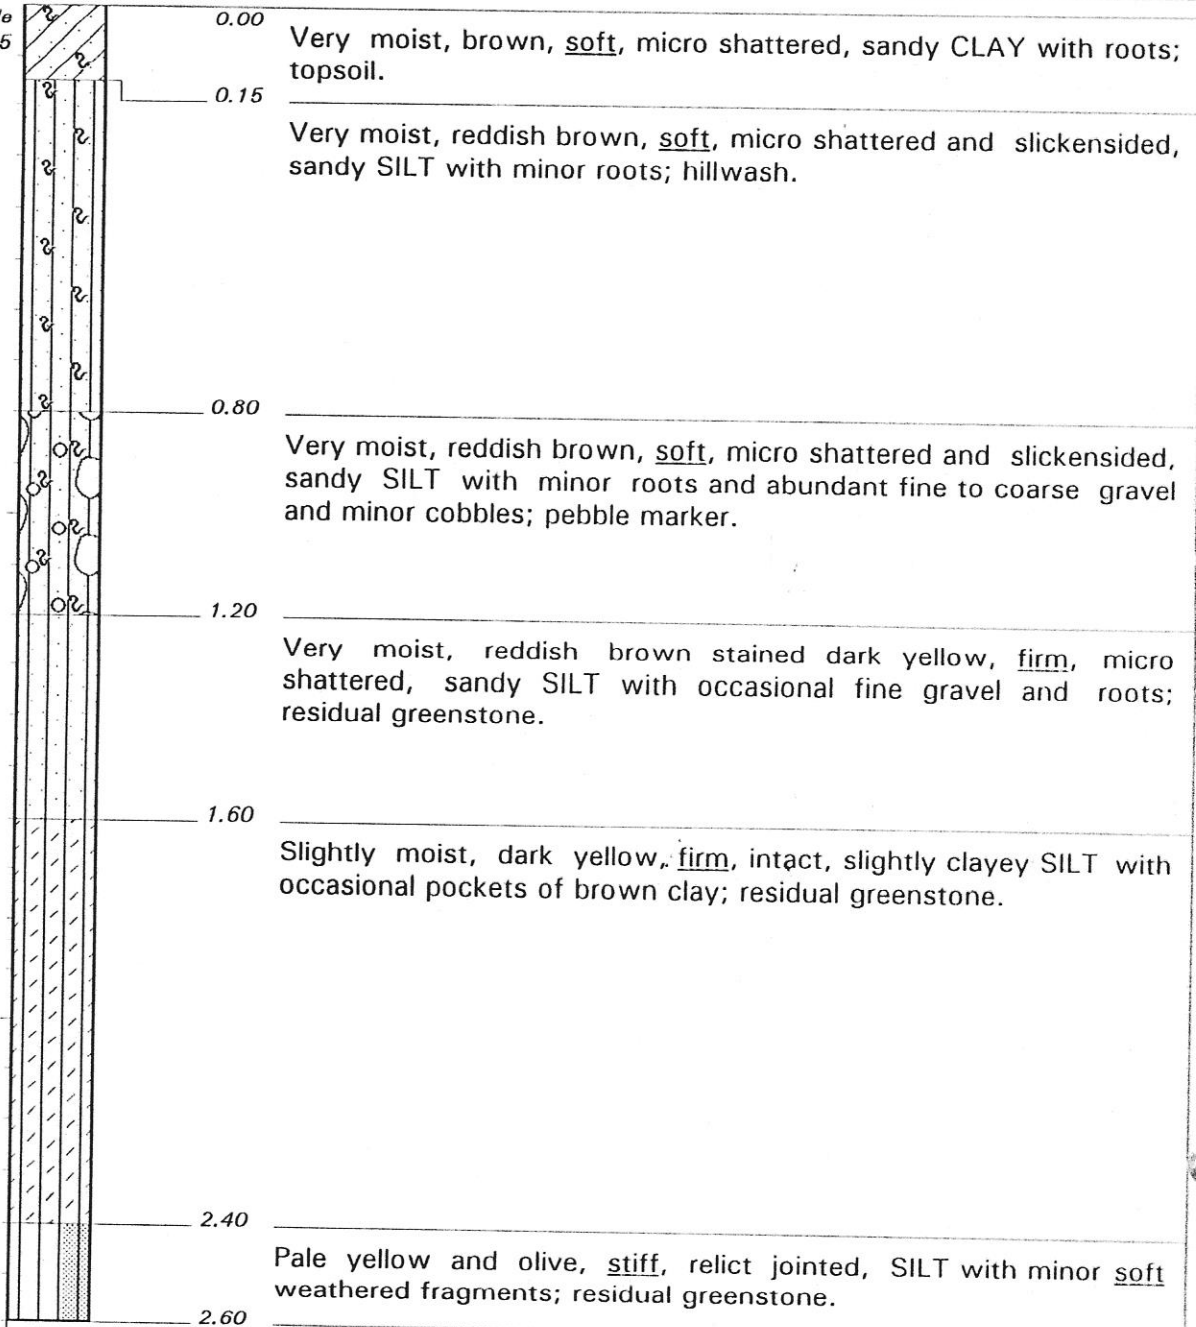 0.00
Very moist, brown, soft, micro shattered, sandy CLAY with roots;
topsoil.
0.15
Very moist, reddish brown, soft, micro shattered and slickensided,
sandy SILT with minor roots; hillwash.
0.80
Very moist, reddish brown, soft, micro shattered and slickensided,
sandy SILT with minor roots and abundant fine to coarse gravel
and minor cobbles; pebble marker.
1.20
Very moist, reddish brown stained dark yellow, firm, micro
shattered, sandy SILT with occasional fine gravel and roots;
residual greenstone.
1.60
Slightly moist, dark yellow, firm, intact, slightly clayey SILT with
occasional pockets of brown clay; residual greenstone.
2.40
Pale yellow and olive, stiff, relict jointed, SILT with minor soft
weathered fragments; residual greenstone.
2.60